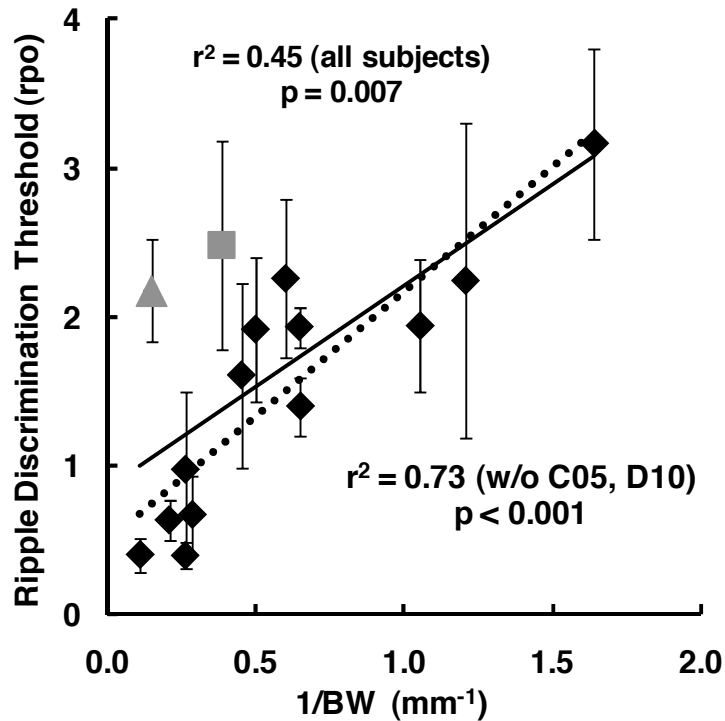 4
3
2
1
0
Ripple Discrimination Threshold (rpo)
r² = 0.45 (all subjects)
p = 0.007
r² = 0.73 (w/o C05, D10)
p < 0.001
0.0 0.5 1.0 1.5 2.0
1/BW (mm⁻¹)